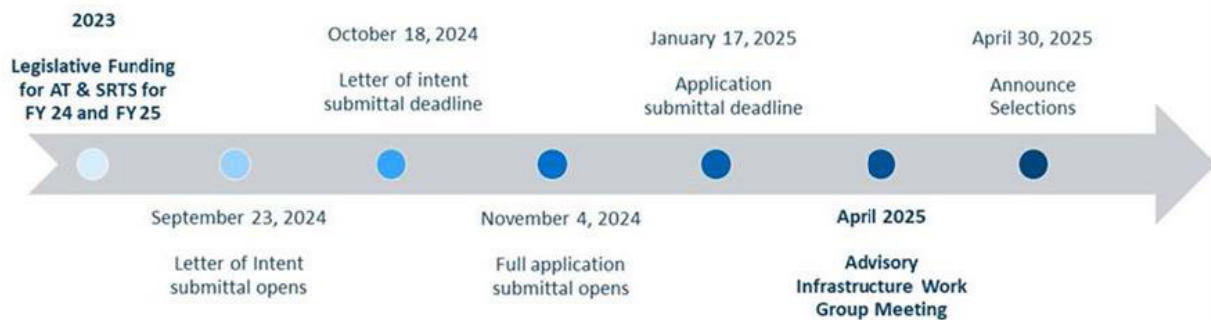 2023
Legislative Funding
for AT & SRTS for
FY 24 and FY 25
September 23, 2024
Letter of Intent
submittal opens
October 18, 2024
Letter of intent
submittal deadline
November 4, 2024
Full application
submittal opens
January 17, 2025
Application
submittal deadline
April 2025
Advisory
Infrastructure Work
Group Meeting
April 30, 2025
Announce
Selections